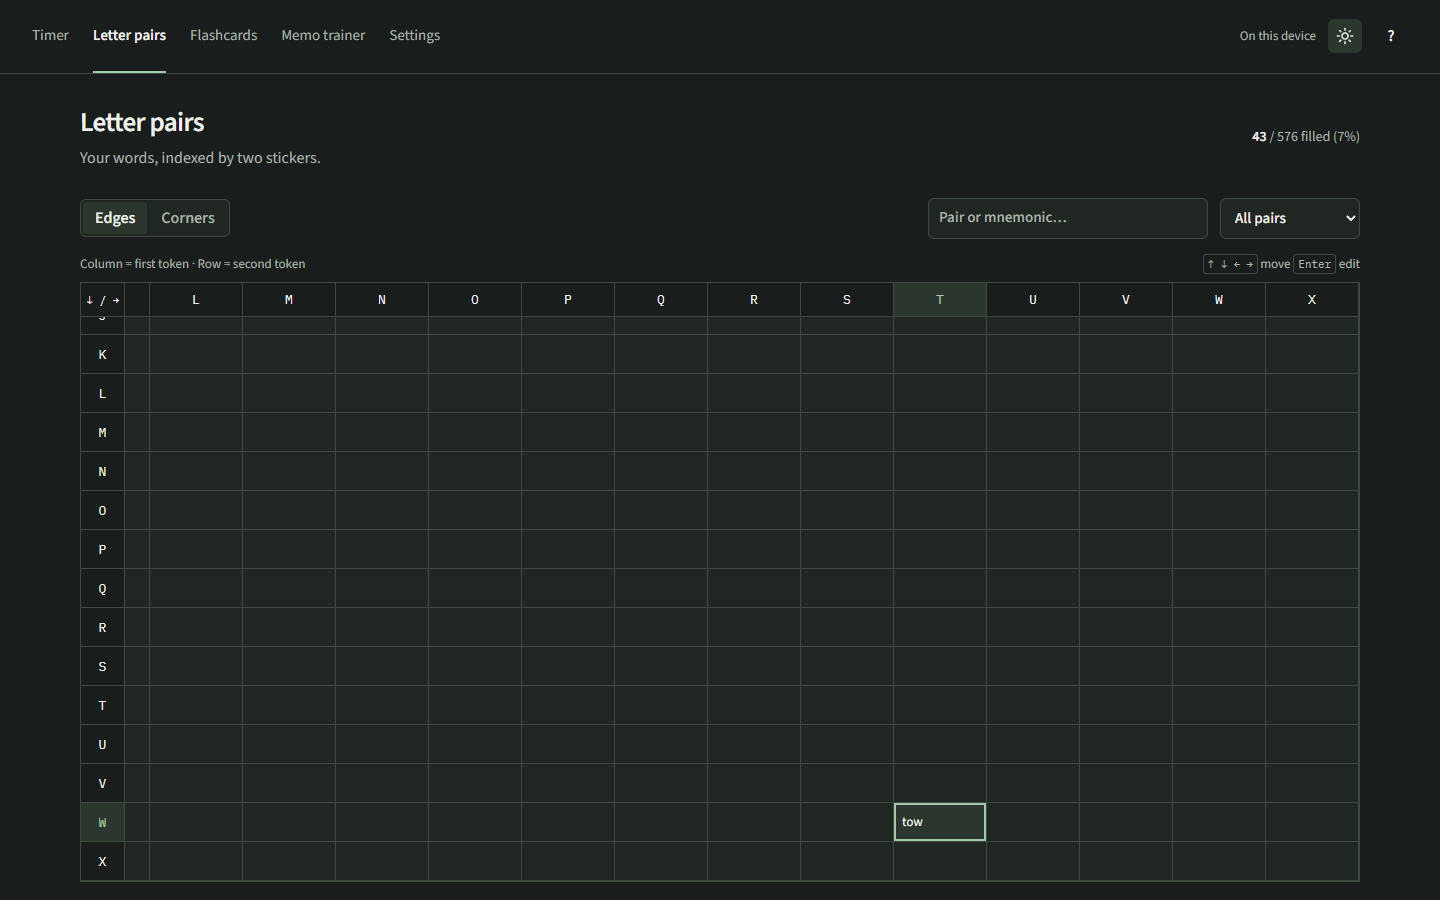 Timer Letter pairs Flashcards Memo trainer Settings On this device ?
Letter pairs
43 / 576 filled (7%)
Your words, indexed by two stickers.
Edges Corners Pair or mnemonic... All pairs
Column = first token · Row = second token ↑ ↓ ← → move Enter edit
↓ / → L M N O P Q R S T U V W X
K
L
M
N
O
P
Q
R
S
T
U
V
W tow
X